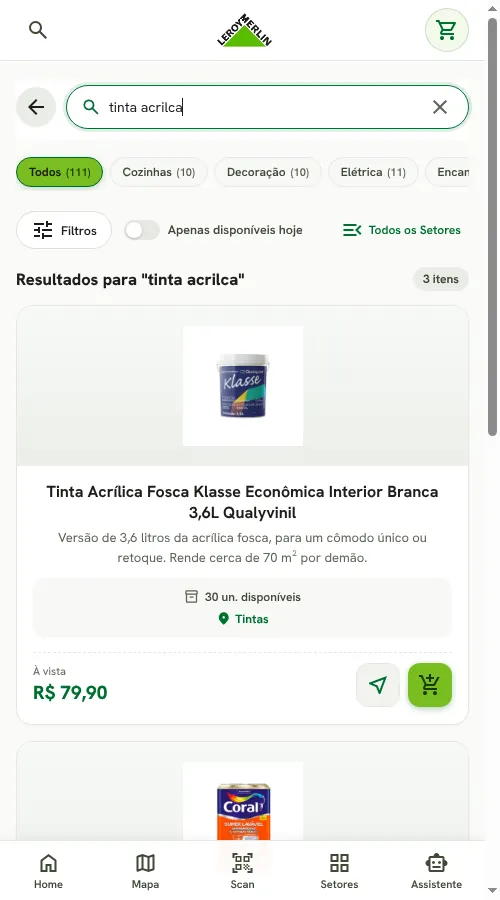 LEROY MERLIN
tinta acrilca
Todos (111)
Cozinhas (10)
Decoração (10)
Elétrica (11)
Encan
Filtros
Apenas disponíveis hoje
Todos os Setores
Resultados para "tinta acrilca"
3 itens
Klasse
Tinta Acrílica Fosca Klasse Econômica Interior Branca
3,6L Qualyvinil
Versão de 3,6 litros da acrílica fosca, para um cômodo único ou
retoque. Rende cerca de 70 m² por demão.
30 un. disponíveis
Tintas
À vista
R$ 79,90
Coral
SUPER LAVÁVEL
Home
Mapa
Scan
Setores
Assistente